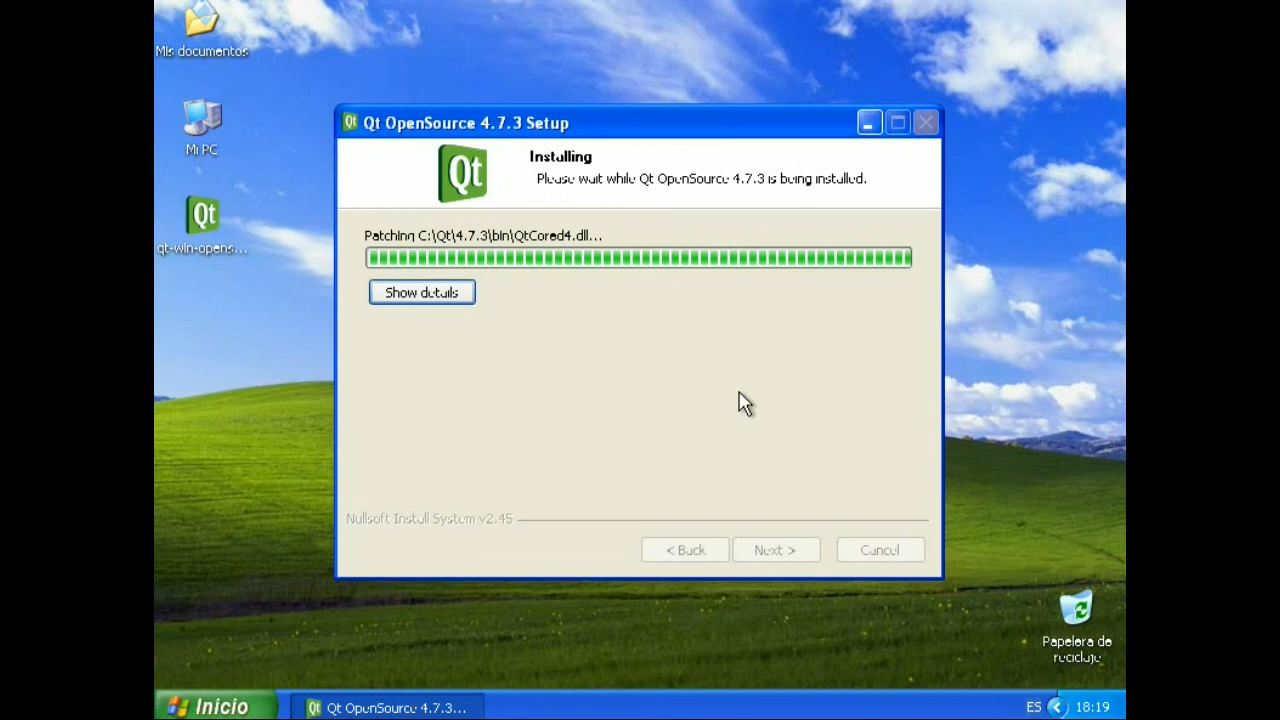 Mis documentos
Mi PC
qt-win-opens...
Qt OpenSource 4.7.3 Setup
Qt
Installing
Please wait while Qt OpenSource 4.7.3 is being installed.
Patching C:\Qt\4.7.3\bin\QtCored4.dll...
Show details
Nullsoft Install System v2.45
< Back
Next >
Cancel
Papelera de
reciclaje
Inicio
Qt OpenSource 4.7.3...
ES
18:19